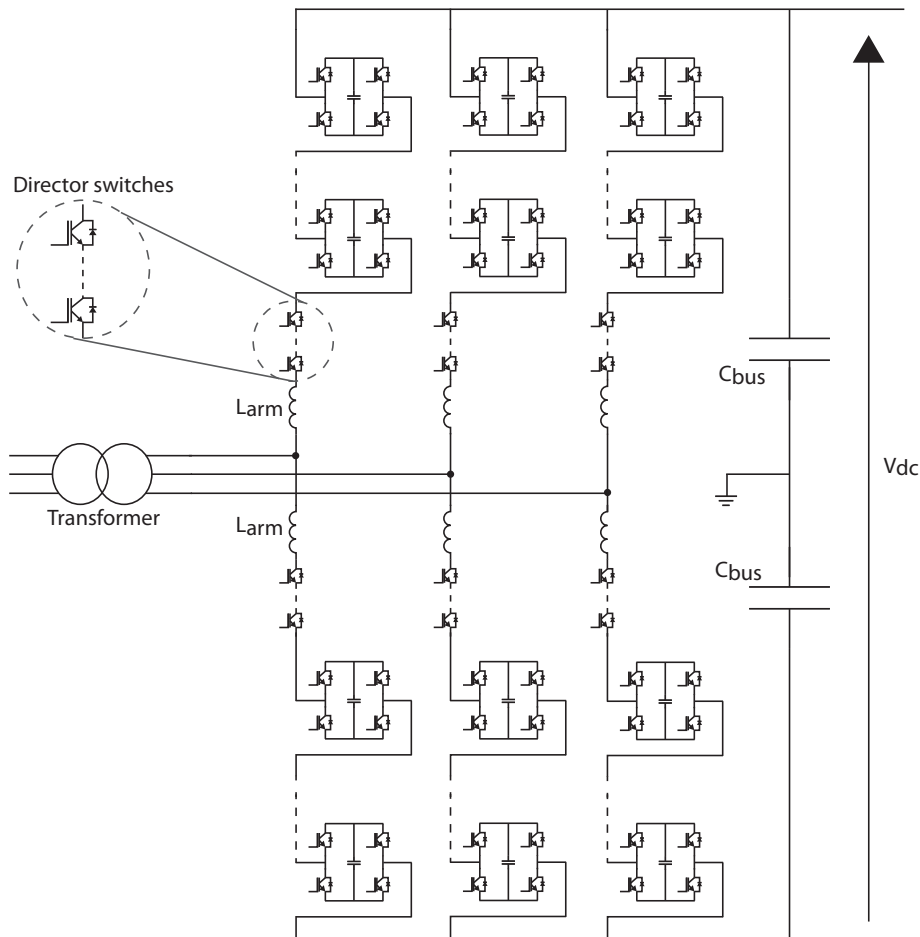 Director switches
Larm
Cbus
Vdc
Transformer
Larm
Cbus